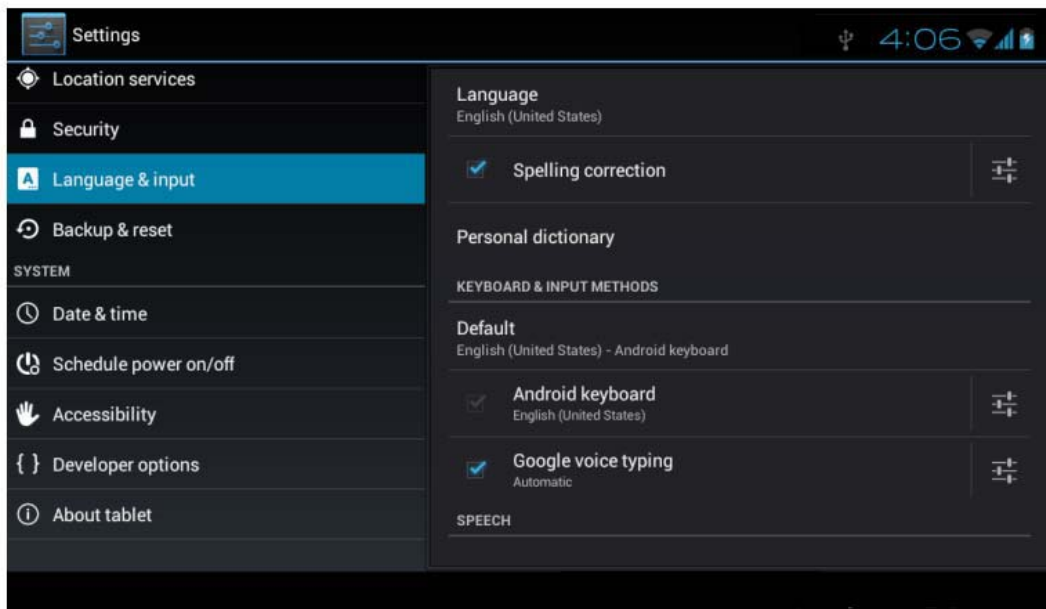 Settings
4:06
Location services
Security
A Language & input
Backup & reset
SYSTEM
Date & time
Schedule power on/off
Accessibility
{ } Developer options
About tablet
Language
English (United States)
Spelling correction
Personal dictionary
KEYBOARD & INPUT METHODS
Default
English (United States) - Android keyboard
Android keyboard
English (United States)
Google voice typing
Automatic
SPEECH